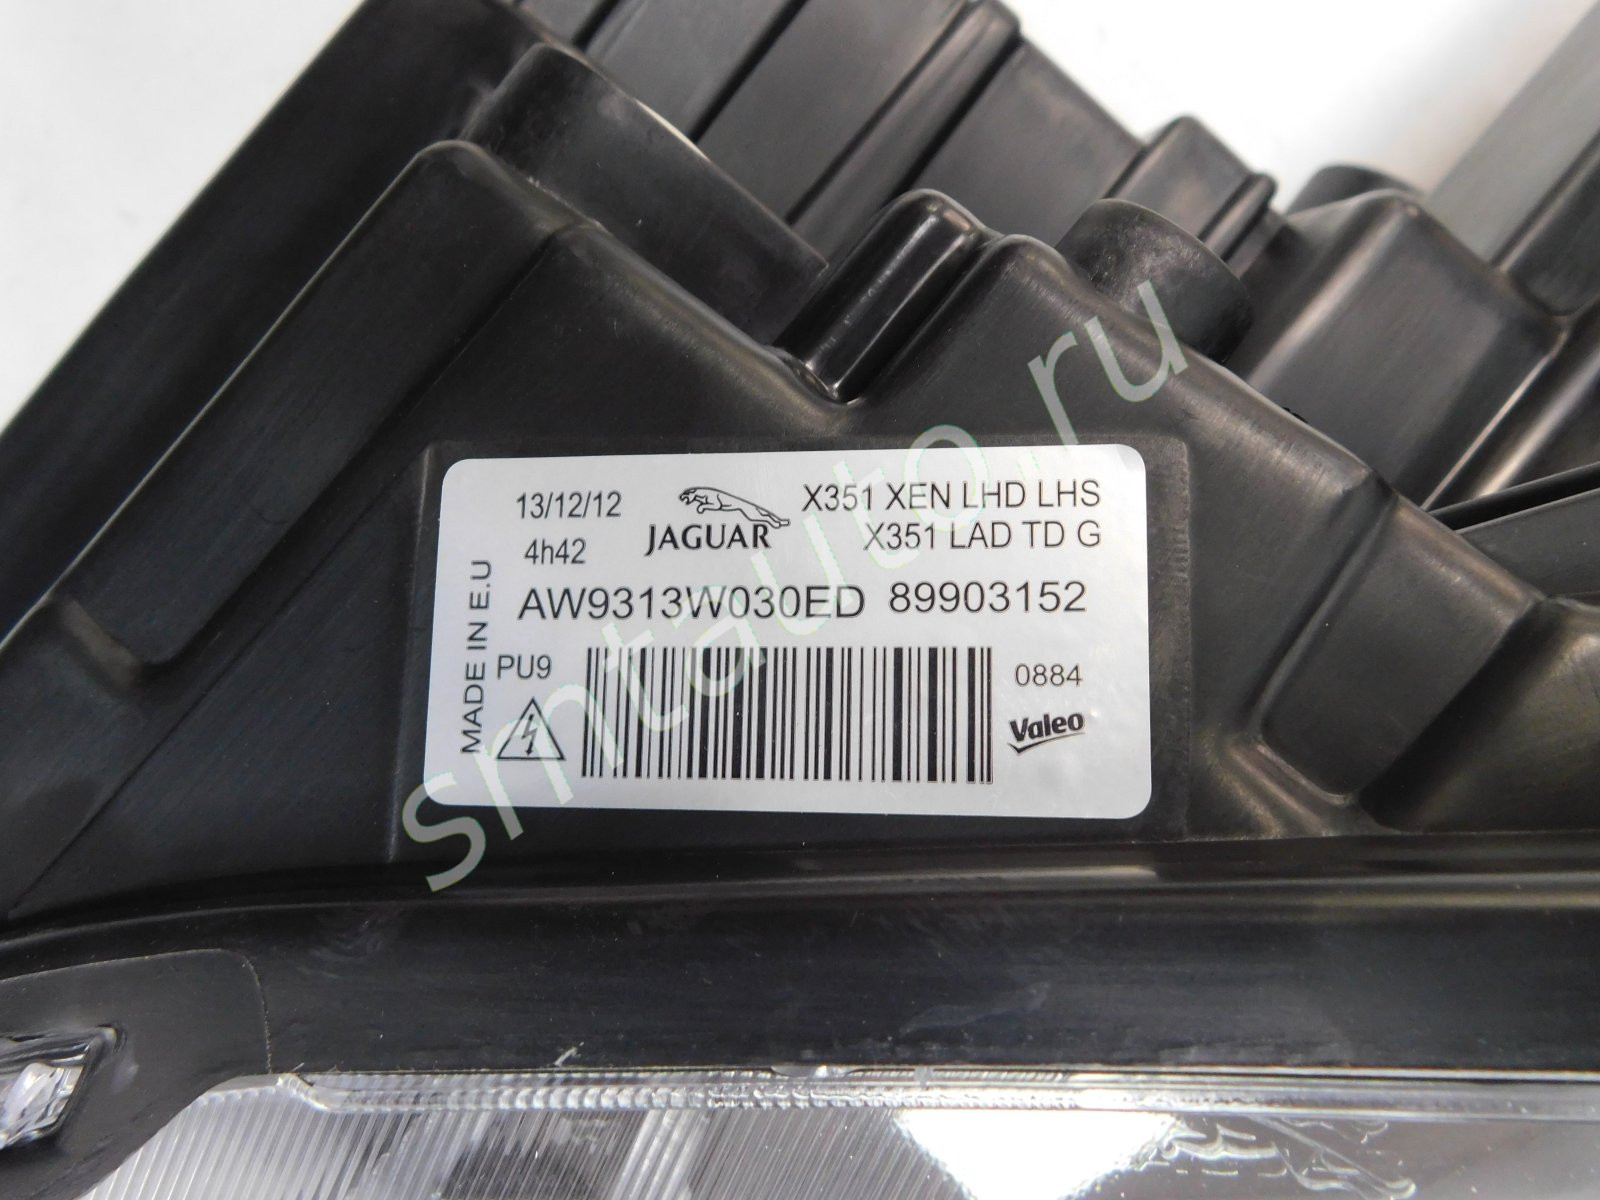 13/12/12
4h42
JAGUAR
X351 XEN LHD LHS
X351 LAD TD G
AW9313W030ED 89903152
MADE IN E.U
PU9
0884
Valeo
smtauto.ru